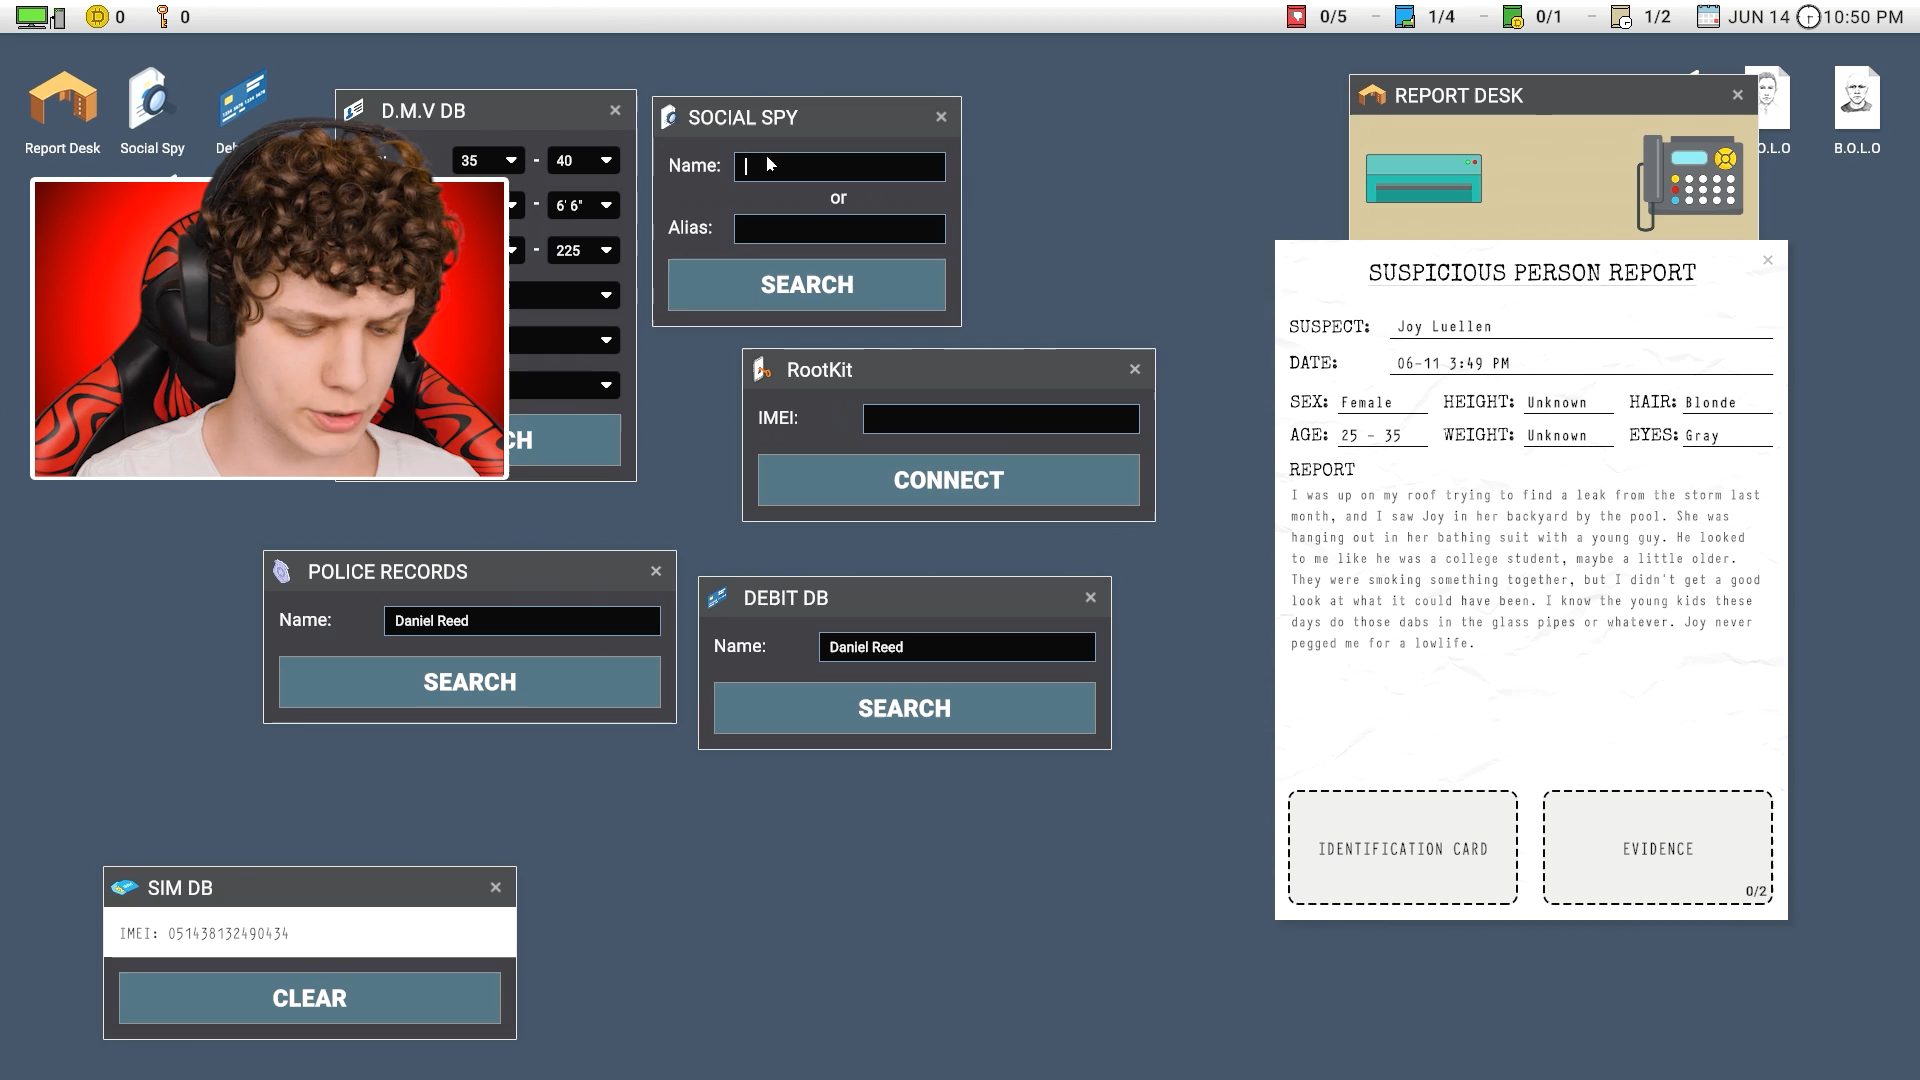 0
0
0/5
1/4
0/1
1/2
JUN 14
10:50 PM
Report Desk
Social Spy
O.L.O
B.O.L.O
D.M.V DB
35
-
40
-
6' 6"
-
225
SOCIAL SPY
Name:
or
Alias:
SEARCH
RootKit
IMEI:
CONNECT
POLICE RECORDS
Name:
Daniel Reed
SEARCH
DEBIT DB
Name:
Daniel Reed
SEARCH
SIM DB
IMEI: 051438132490434
CLEAR
REPORT DESK
SUSPICIOUS PERSON REPORT
SUSPECT: Joy Luellen
DATE: 06-11 3:49 PM
SEX: Female HEIGHT: Unknown HAIR: Blonde
AGE: 25 - 35 WEIGHT: Unknown EYES: Gray
REPORT
I was up on my roof trying to find a leak from the storm last
month, and I saw Joy in her backyard by the pool. She was
hanging out in her bathing suit with a young guy. He looked
to me like he was a college student, maybe a little older.
They were smoking something together, but I didn't get a good
look at what it could have been. I know the young kids these
days do those dabs in the glass pipes or whatever. Joy never
pegged me for a lowlife.
IDENTIFICATION CARD
EVIDENCE
0/2